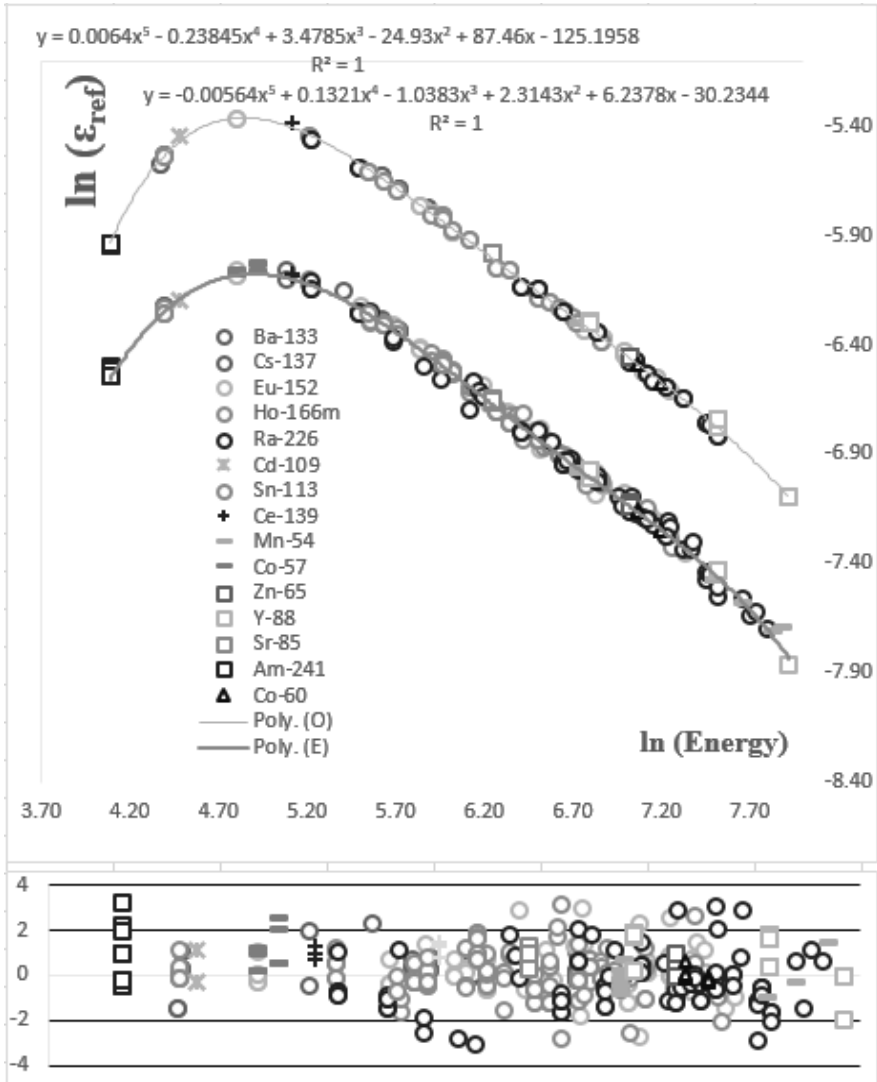 y = 0.0064x⁵ - 0.23845x⁴ + 3.4785x³ - 24.93x² + 87.46x - 125.1958
R² = 1
y = -0.00564x⁵ + 0.1321x⁴ - 1.0383x³ + 2.3143x² + 6.2378x - 30.2344
R² = 1
ln (ε_ref)
-5.40
-5.90
-6.40
-6.90
-7.40
-7.90
-8.40
Ba-133
Cs-137
Eu-152
Ho-166m
Ra-226
Cd-109
Sn-113
Ce-139
Mn-54
Co-57
Zn-65
Y-88
Sr-85
Am-241
Co-60
Poly. (O)
Poly. (E)
ln (Energy)
3.70 4.20 4.70 5.20 5.70 6.20 6.70 7.20 7.70
4
2
0
-2
-4